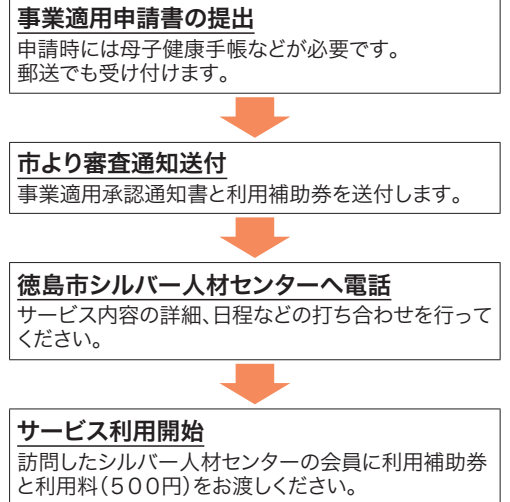 事業適用申請書の提出
申請時には母子健康手帳などが必要です。
郵送でも受け付けます。
市より審査通知送付
事業適用承認通知書と利用補助券を送付します。
徳島市シルバー人材センターへ電話
サービス内容の詳細、日程などの打ち合わせを行って
ください。
サービス利用開始
訪問したシルバー人材センターの会員に利用補助券
と利用料(500円)をお渡しください。